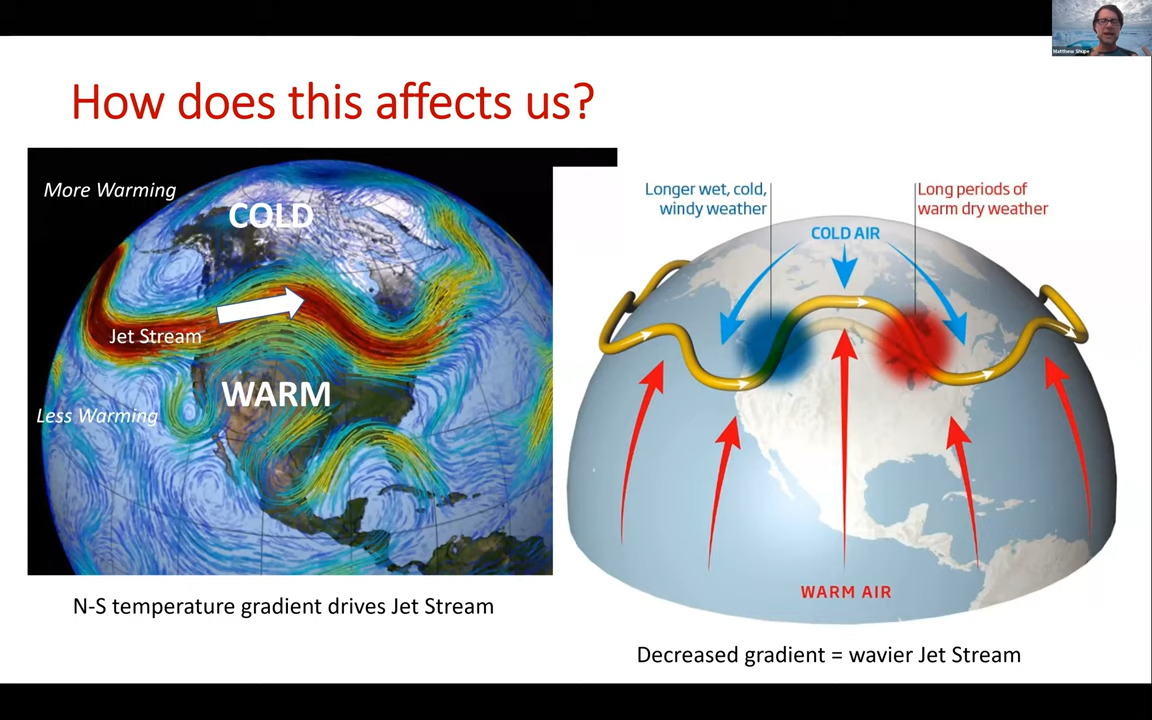 Matthew Shupe
How does this affects us?
More Warming
COLD
Jet Stream
WARM
Less Warming
N-S temperature gradient drives Jet Stream
Longer wet, cold,
windy weather
Long periods of
warm dry weather
COLD AIR
WARM AIR
Decreased gradient = wavier Jet Stream